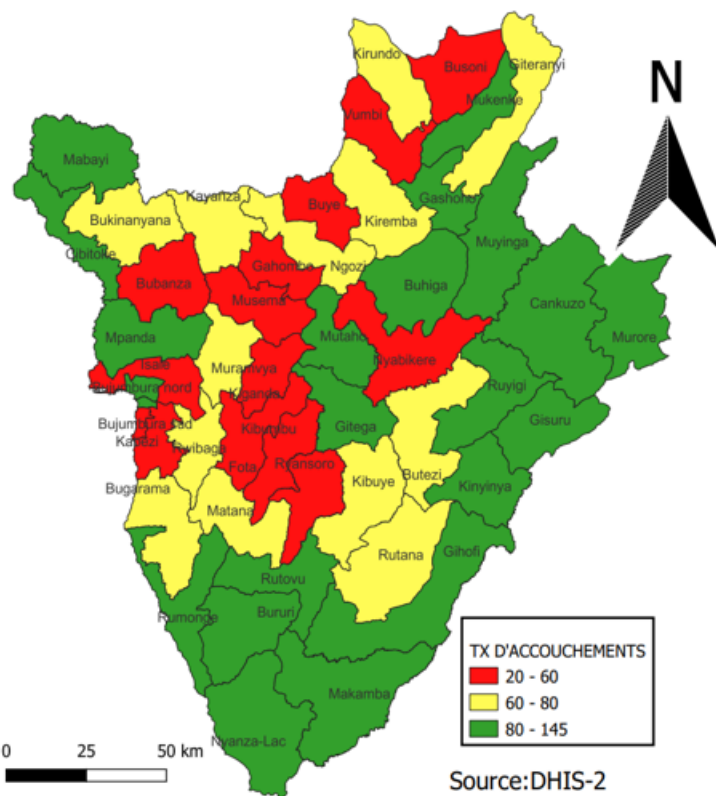 Kirundo
Busoni
Giteranyi
N
Mukenke
Vumbi
Mabayi
Gashoho
Kayanza
Buye
Bukinanyana
Kiremba
Muyinga
Cibitoke
Gahombo
Ngozi
Bubanza
Buhiga
Cankuzo
Musema
Mpanda
Mutaho
Murore
Isale
Muramvya
Nyabikere
Bujumbura nord
Kiganda
Ruyigi
Gitega
Gisuru
Bujumbura sud
Kibumbu
Kabezi
Rwibaga
Fota
Ryansoro
Kibuye
Butezi
Kinyinya
Bugarama
Matana
Rutana
Gihofi
Rutovu
Rumonge
Bururi
Makamba
Nyanza-Lac
TX D'ACCOUCHEMENTS
20 - 60
60 - 80
80 - 145
0 25 50 km
Source:DHIS-2